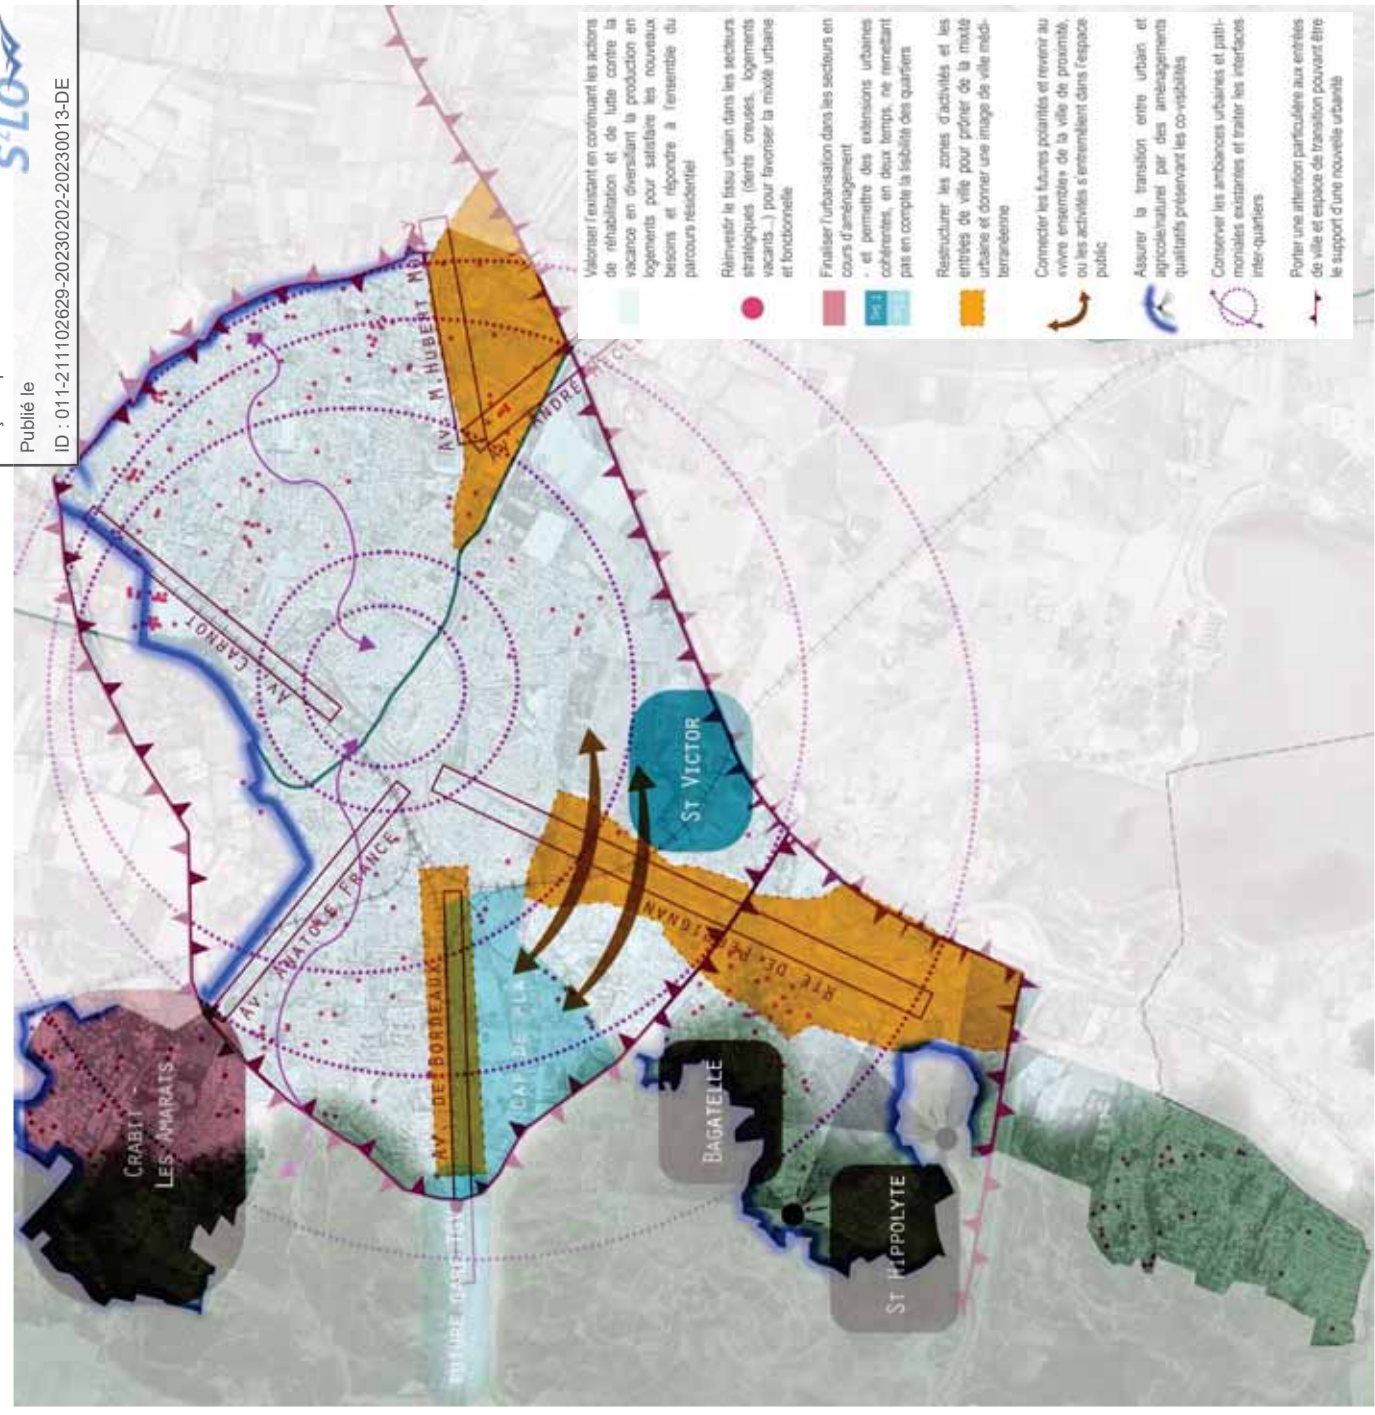 S²LO
Publié le
ID : 011-211102629-20230202-20230013-DE
Valoriser l'existant en continuant les actions
de réhabilitation et de lutte contre la
vacance en diversifiant la production en
logements pour satisfaire les nouveaux
besoins et répondre à l'ensemble du
parcours résidentiel
Réinvestir le tissu urbain dans les secteurs
stratégiques (dents creuses, logements
vacants...) pour favoriser la mixité urbaine
et fonctionnelle
Finaliser l'urbanisation dans les secteurs en
cours d'aménagement
- et permettre des extensions urbaines
cohérentes, en deux temps, ne remettant
pas en compte la lisibilité des quartiers
Restructurer les zones d'activités et les
entrées de ville pour prôner de la mixité
urbaine et donner une image de ville médi-
terranéenne
Connecter les futures polarités et revenir au
«vivre ensemble» de la ville de proximité,
ou les activités s'entremêlent dans l'espace
public
Assurer la transition entre urbain et
agricole/naturel par des aménagements
qualitatifs préservant les co-visibilités
Conserver les ambiances urbaines et patri-
moniales existantes et traiter les interfaces
inter-quartiers
Porter une attention particulière aux entrées
de ville et espace de transition pouvant être
le support d'une nouvelle urbanité
CRABIT -
LES AMARATS
AV. ANATOLE FRANCE
AV. CARNOT
AV. M. HUBERT
AV. ANDRÉ
AV. DE BORDEAUX
ST VICTOR
RTE DE PERPIGNAN
BAGATELLE
ST HIPPOLYTE